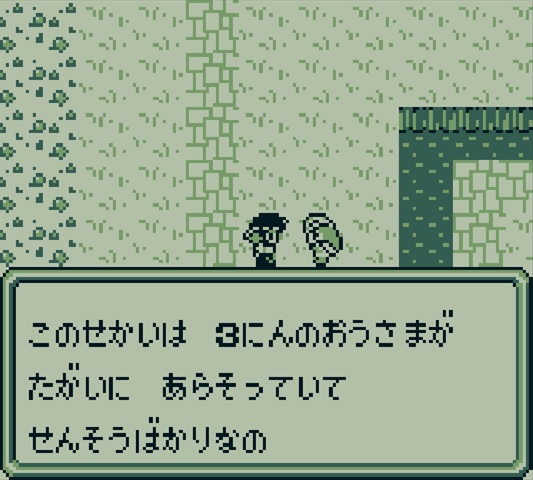 このせかいは　3にんのおうさまが
たがいに　あらそっていて
せんそうばかりなの